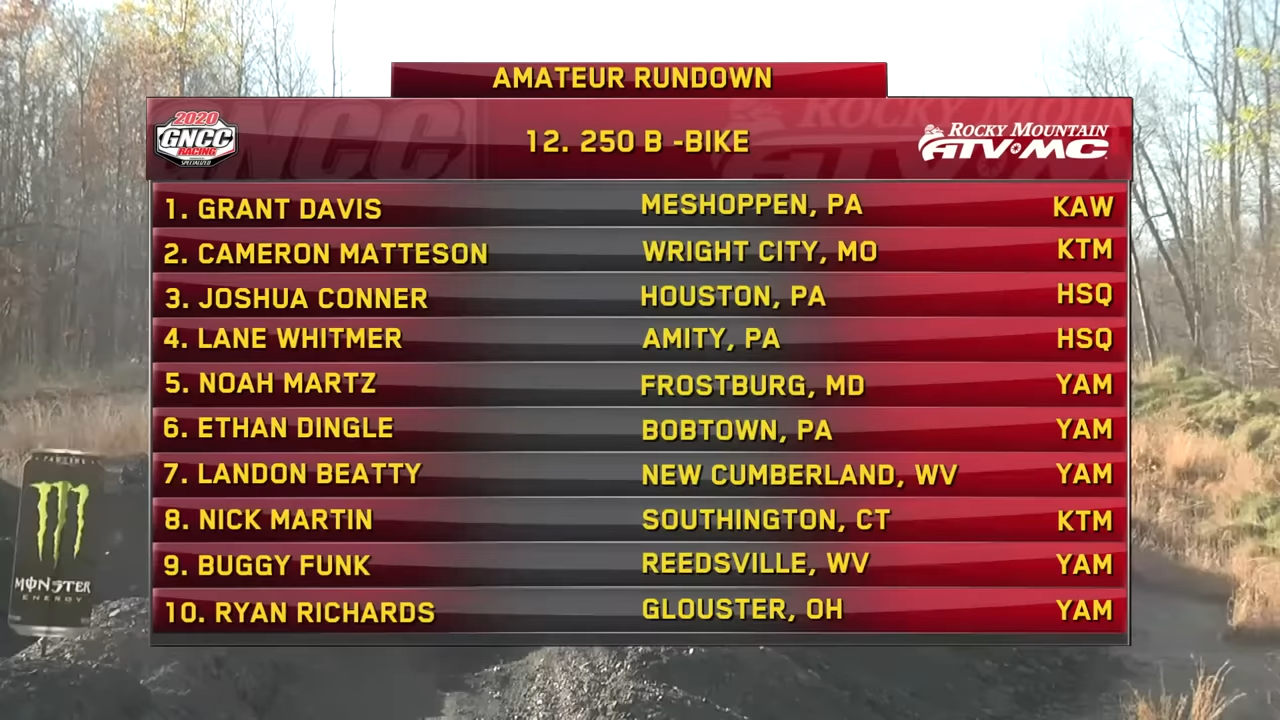 AMATEUR RUNDOWN
2020
GNCC
RACING
SPECIALIZED
12. 250 B -BIKE
ROCKY MOUNTAIN
ATV MC
1. GRANT DAVIS MESHOPPEN, PA KAW
2. CAMERON MATTESON WRIGHT CITY, MO KTM
3. JOSHUA CONNER HOUSTON, PA HSQ
4. LANE WHITMER AMITY, PA HSQ
5. NOAH MARTZ FROSTBURG, MD YAM
6. ETHAN DINGLE BOBTOWN, PA YAM
7. LANDON BEATTY NEW CUMBERLAND, WV YAM
8. NICK MARTIN SOUTHINGTON, CT KTM
9. BUGGY FUNK REEDSVILLE, WV YAM
10. RYAN RICHARDS GLOUSTER, OH YAM
MONSTER
ENERGY